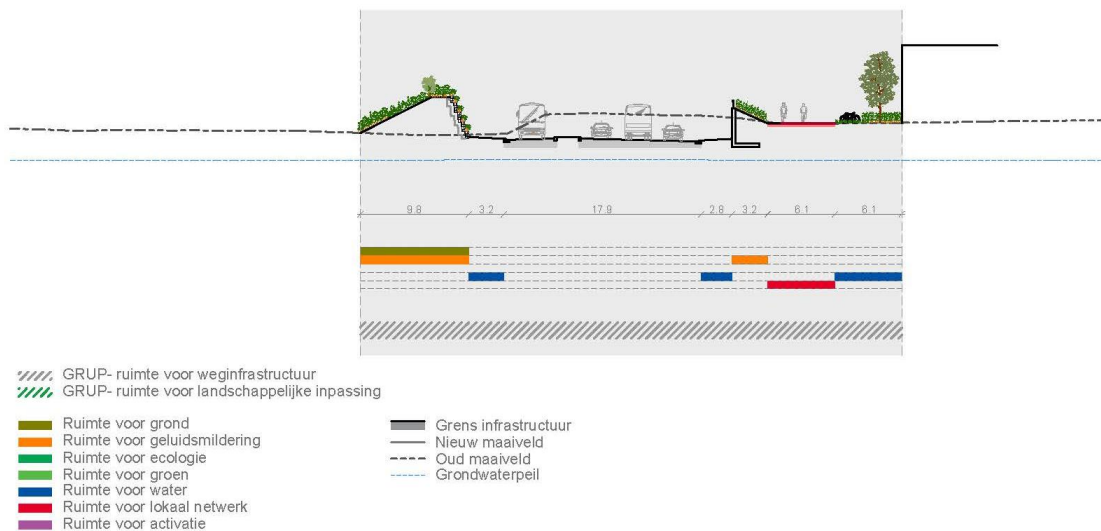 9.8 3.2 17.9 2.8 3.2 6.1 6.1
GRUP- ruimte voor weginfrastructuur
GRUP- ruimte voor landschappelijke inpassing
Ruimte voor grond
Ruimte voor geluidsmildering
Ruimte voor ecologie
Ruimte voor groen
Ruimte voor water
Ruimte voor lokaal netwerk
Ruimte voor activatie
Grens infrastructuur
Nieuw maaiveld
Oud maaiveld
Grondwaterpeil